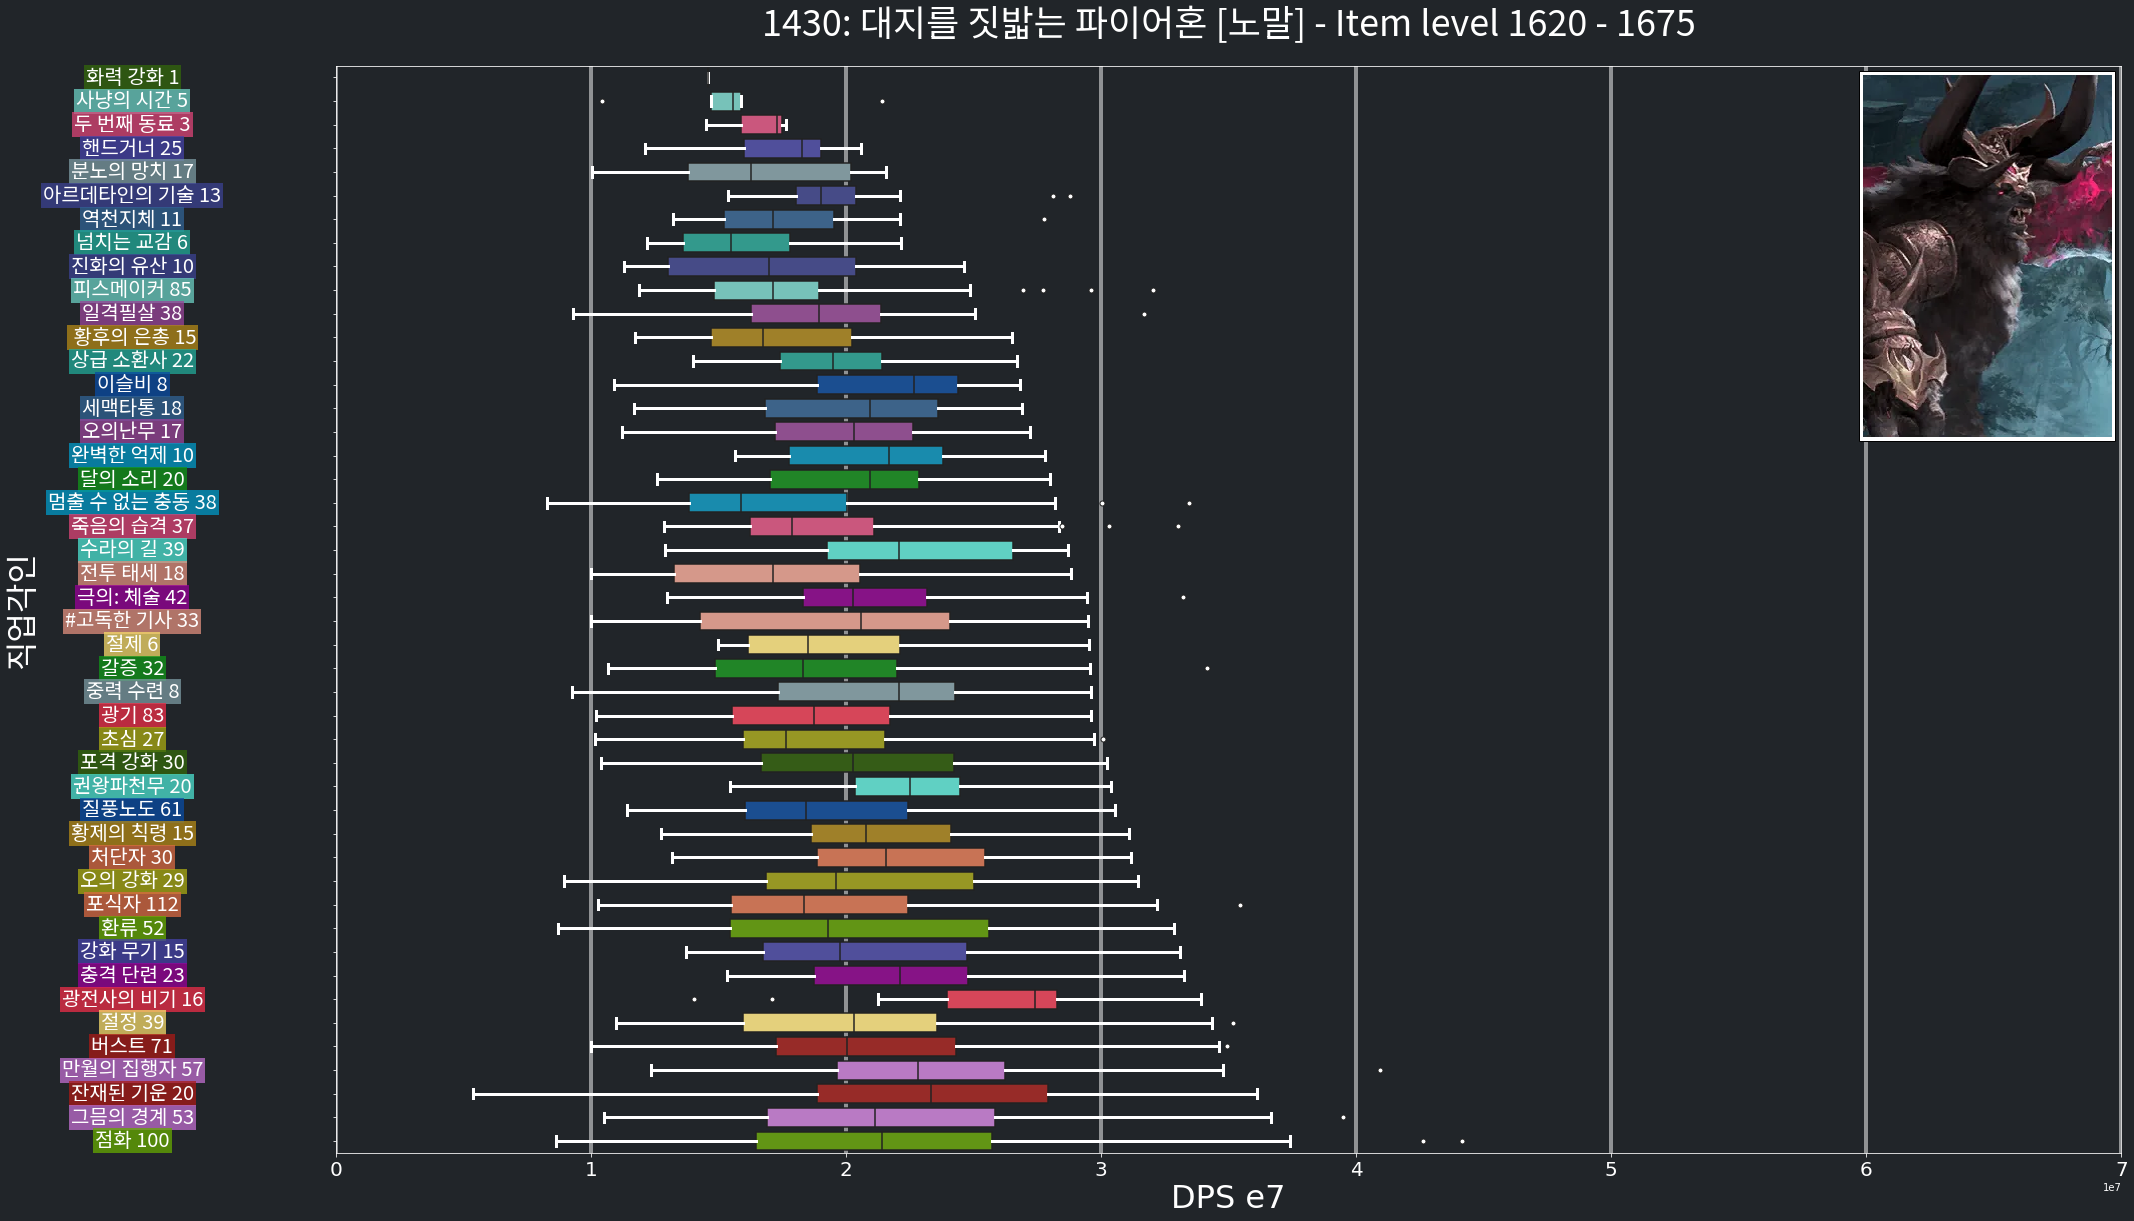 1430: 대지를 짓밟는 파이어혼 [노말] - Item level 1620 - 1675
화력 강화 1
사냥의 시간 5
두 번째 동료 3
핸드거너 25
분노의 망치 17
아르데타인의 기술 13
역천지체 11
넘치는 교감 6
진화의 유산 10
피스메이커 85
일격필살 38
황후의 은총 15
상급 소환사 22
이슬비 8
세맥타통 18
오의난무 17
완벽한 억제 10
달의 소리 20
멈출 수 없는 충동 38
죽음의 습격 37
수라의 길 39
전투 태세 18
극의: 체술 42
#고독한 기사 33
절제 6
갈증 32
중력 수련 8
광기 83
초심 27
포격 강화 30
권왕파천무 20
질풍노도 61
황제의 칙령 15
처단자 30
오의 강화 29
포식자 112
환류 52
강화 무기 15
충격 단련 23
광전사의 비기 16
절정 39
버스트 71
만월의 집행자 57
잔재된 기운 20
그믐의 경계 53
점화 100
직업각인
0 1 2 3 4 5 6 7
1e7
DPS e7